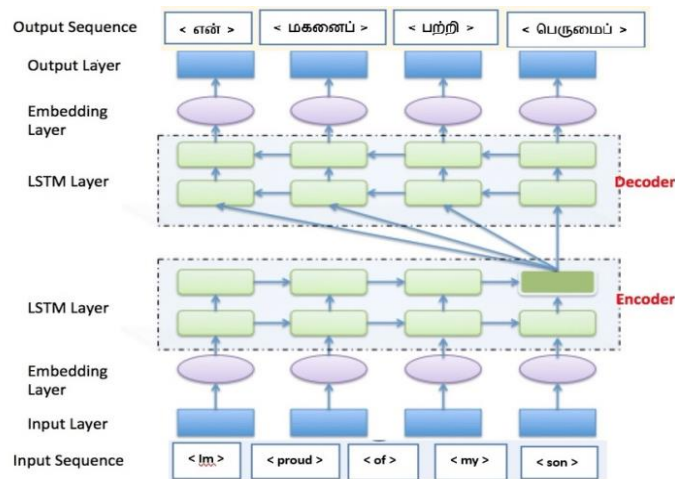 Output Sequence < என் > < மகனைப் > < பற்றி > < பெருமைப் >
Output Layer
Embedding
Layer
LSTM Layer
Decoder
LSTM Layer
Encoder
Embedding
Layer
Input Layer
Input Sequence < Im > < proud > < of > < my > < son >